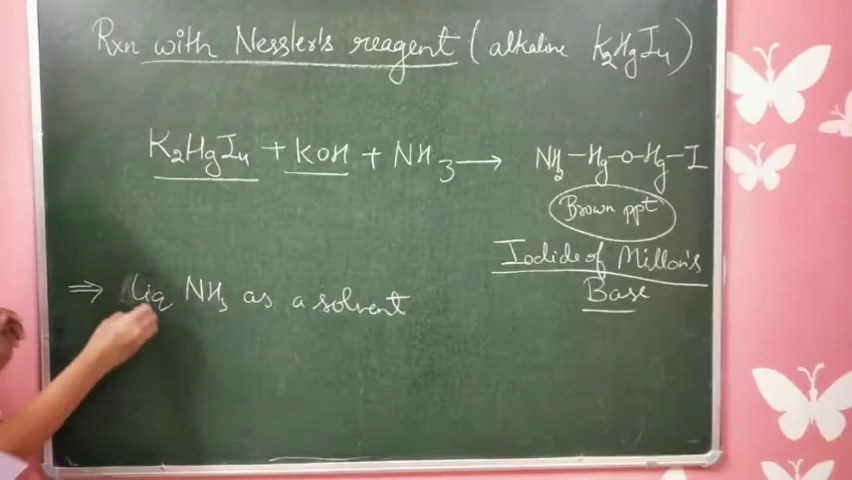 Rxn with Nessler's reagent (alkaline K2HgI4)
K2HgI4 + KOH + NH3 ⟶ NH2-Hg-O-Hg-I
Brown ppt
Iodide of Millon's
Base
⇒ Liq NH3 as a solvent